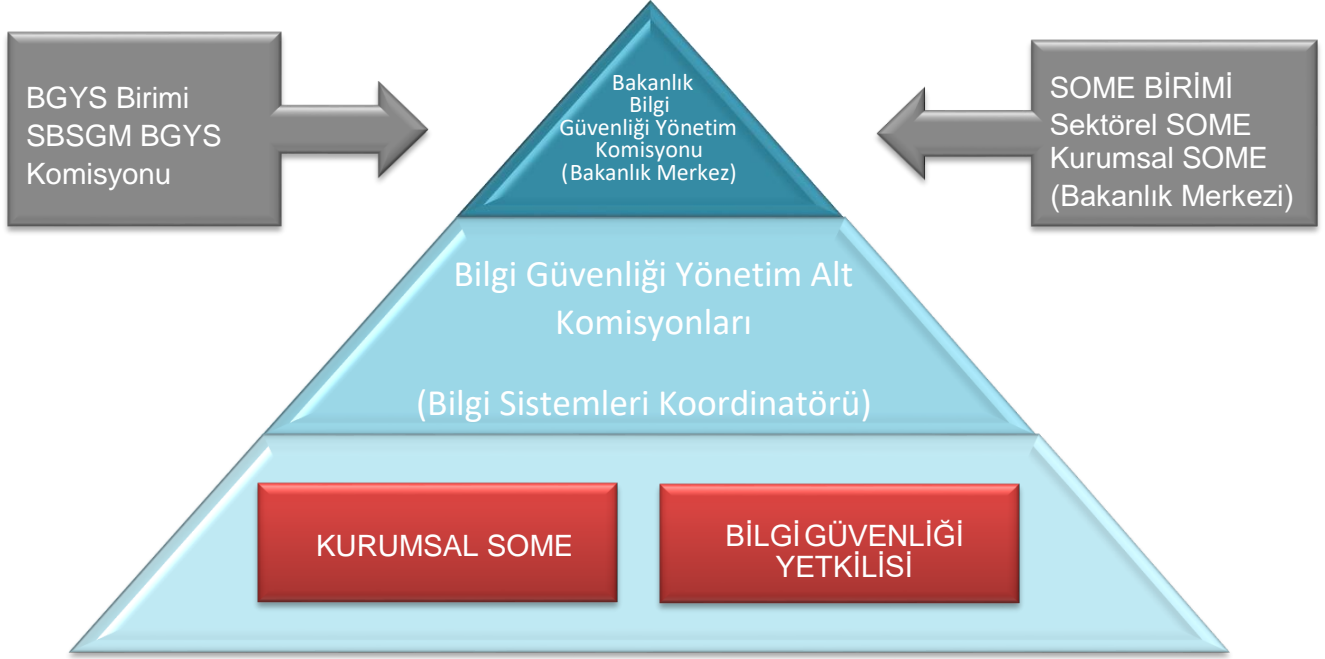 BGYS Birimi
SBSGM BGYS
Komisyonu
Bakanlık
Bilgi
Güvenliği Yönetim
Komisyonu
(Bakanlık Merkez)
SOME BİRİMİ
Sektörel SOME
Kurumsal SOME
(Bakanlık Merkezi)
Bilgi Güvenliği Yönetim Alt
Komisyonları
(Bilgi Sistemleri Koordinatörü)
KURUMSAL SOME
BİLGİ GÜVENLİĞİ
YETKİLİSİ